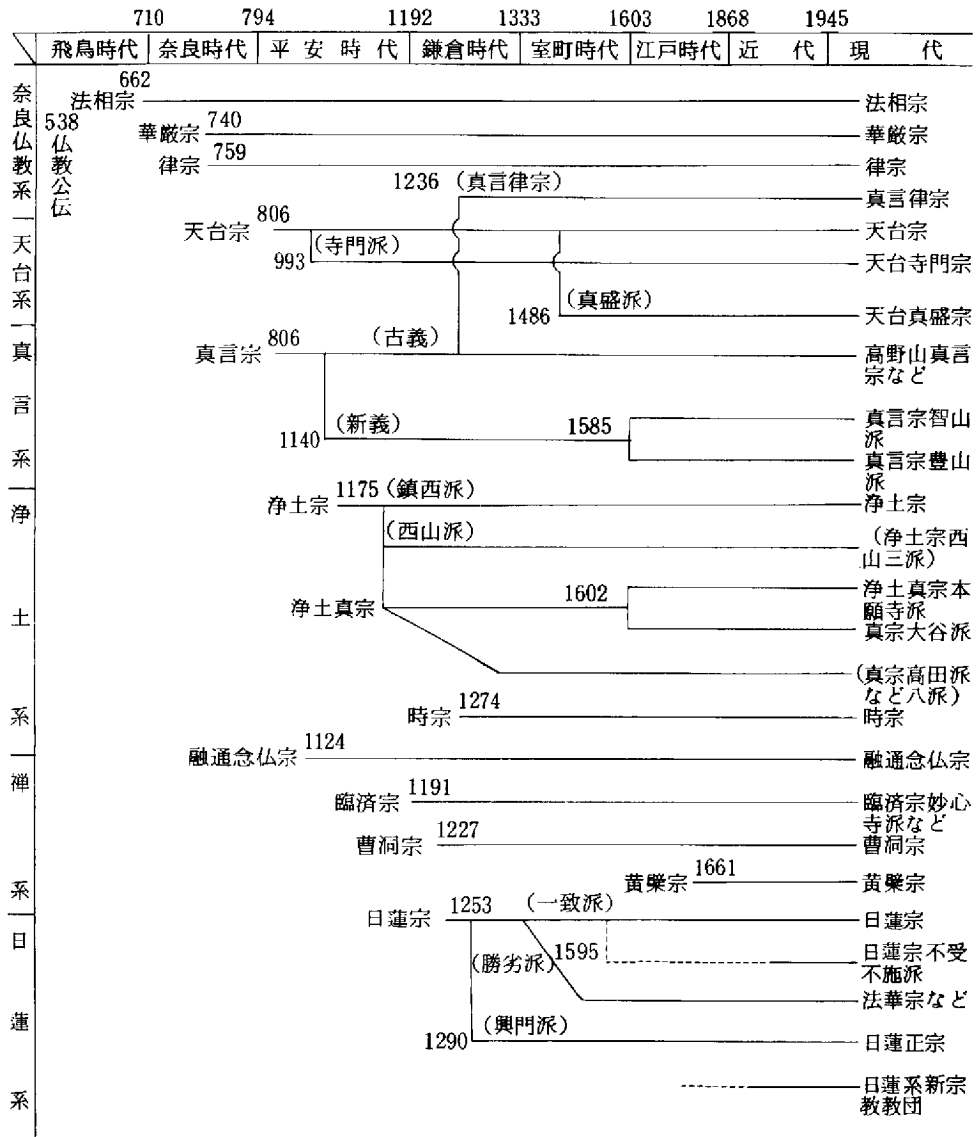 710 794 1192 1333 1603 1868 1945
飛鳥時代 奈良時代 平安時代 鎌倉時代 室町時代 江戸時代 近代 現代
奈良仏教系
538 仏教公伝
662
法相宗 法相宗
740
華厳宗 華厳宗
759
律宗 律宗
1236 (真言律宗)
真言律宗
天台系
806
天台宗 天台宗
(寺門派)
993 天台寺門宗
(真盛派)
1486 天台真盛宗
真言系
806 (古義)
真言宗 高野山真言
宗など
(新義)
1140 1585
真言宗智山
派
真言宗豊山
派
浄土系
1175 (鎮西派)
浄土宗 浄土宗
(西山派)
(浄土宗西
山三派)
浄土真宗 1602
浄土真宗本
願寺派
真宗大谷派
(真宗高田派
など八派)
1274
時宗 時宗
1124
融通念仏宗 融通念仏宗
禅系
1191
臨済宗 臨済宗妙心
寺派など
1227
曹洞宗 曹洞宗
1661
黄檗宗 黄檗宗
日蓮系
1253 (一致派)
日蓮宗 日蓮宗
(勝劣派) 1595
日蓮宗不受
不施派
法華宗など
(興門派)
1290 日蓮正宗
日蓮系新宗
教教団